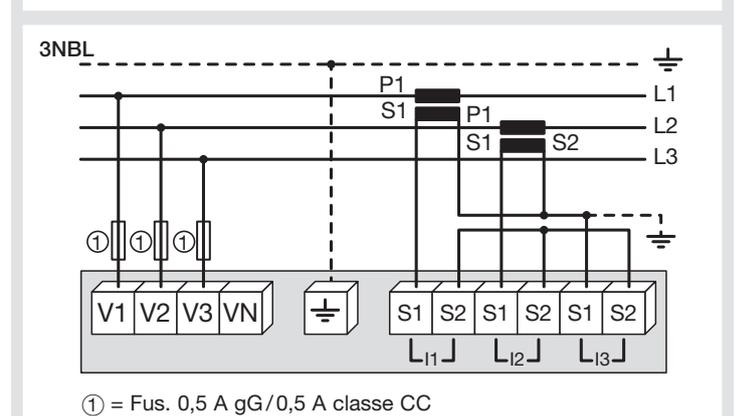 3NBL
P1
L1
S1
P1
L2
S1
S2
L3
① ① ①
V1 V2 V3 VN
S1 S2 S1 S2 S1 S2
I1 I2 I3
① = Fus. 0,5 A gG/0,5 A classe CC